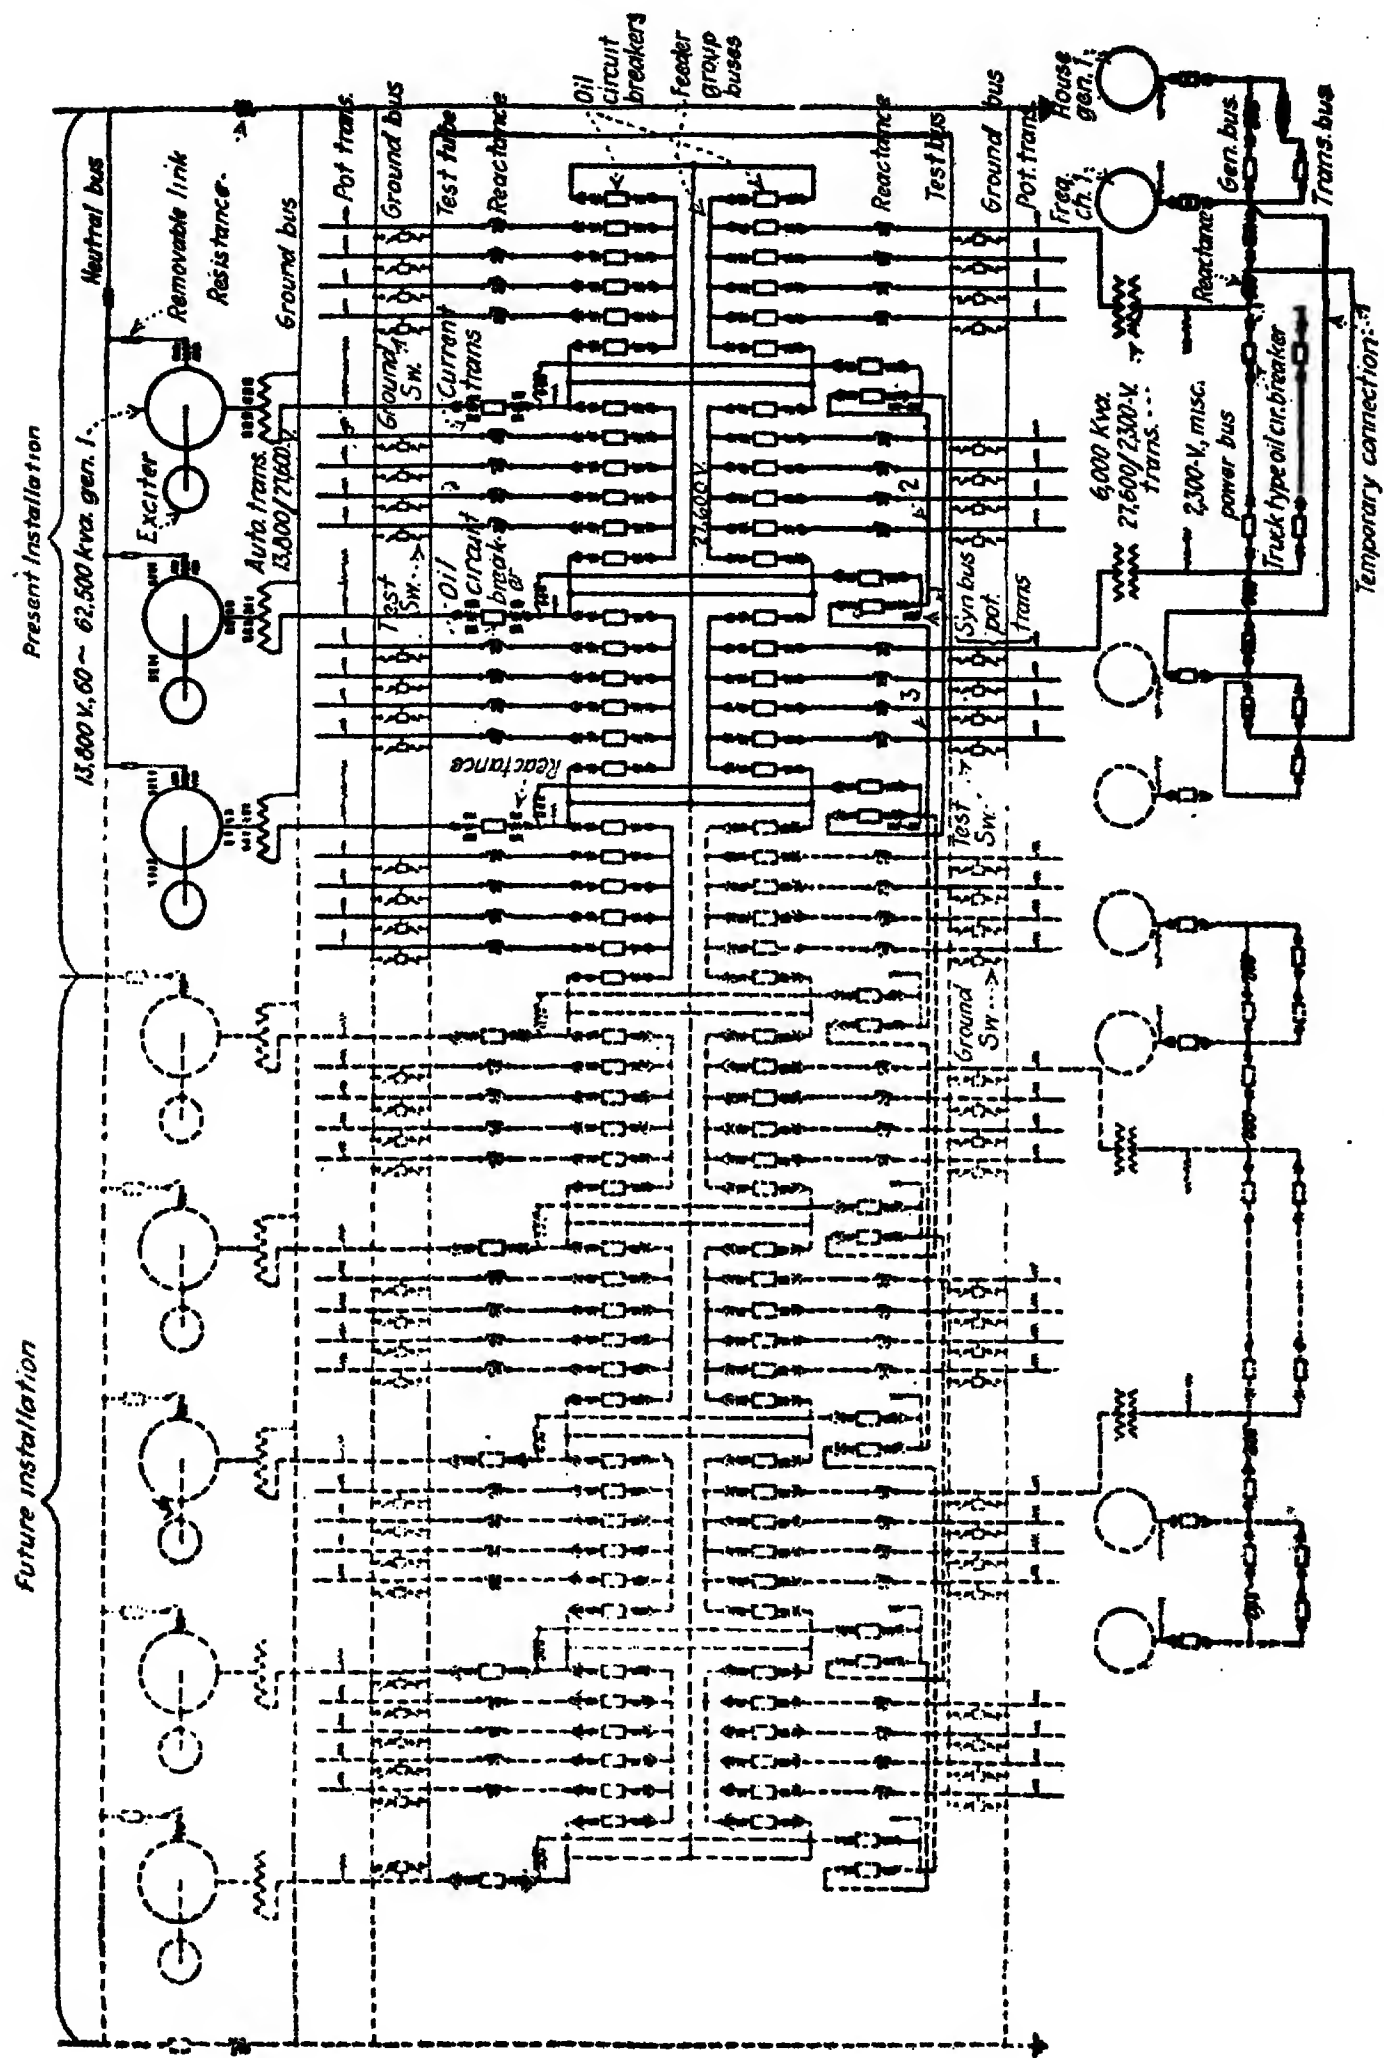 Present installation
Future installation
13,800 V., 60~ 62,500 kva. gen. 1.
Neutral bus
Removable link
Resistance
Ground bus
Exciter
Auto. trans.
13,800/27,600 V.
Pot trans.
Ground bus
Test tube
Reactance
Oil
circuit
breakers
Feeder
group
buses
Reactance
Test bus
Ground bus
Pot. trans.
Ground
Sw.
Current
trans
Test
Sw.
Oil
circuit
break-
er
Reactance
27,600 V.
2
1
3
Syn bus
pot.
trans
Test
Sw.
Ground
Sw
House
gen. 1.
Freq.
ch. 1.
Gen. bus
Trans. bus
Reactance
6,000 Kva.
27,600/2,300-V.
trans.
2,300-V., misc.
power bus
Truck type oil cir. breaker
Temporary connection